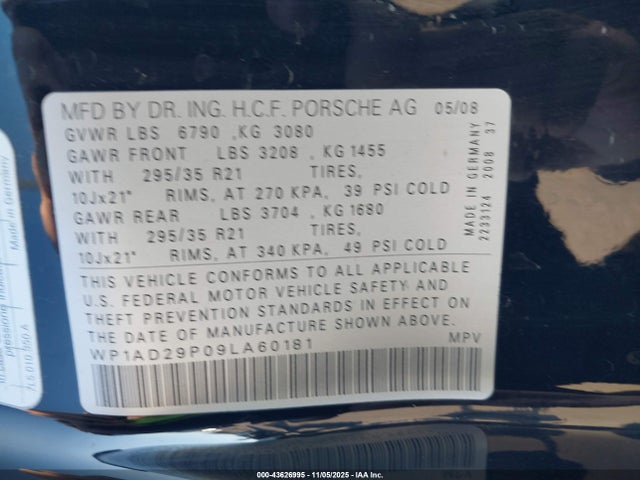 MFD BY DR. ING. H.C.F. PORSCHE AG 05/08
GVWR LBS 6790 , KG 3080
GAWR FRONT LBS 3208 , KG 1455
WITH 295/35 R21 TIRES,
10Jx21" RIMS, AT 270 KPA, 39 PSI COLD
GAWR REAR LBS 3704 , KG 1680
WITH 295/35 R21 TIRES,
10Jx21" RIMS, AT 340 KPA, 49 PSI COLD
THIS VEHICLE CONFORMS TO ALL APPLICABLE
U.S. FEDERAL MOTOR VEHICLE SAFETY AND
THEFT PREVENTION STANDARDS IN EFFECT ON
THE DATE OF MANUFACTURE SHOWN ABOVE.
WP1AD29P09LA60181 MPV
MADE IN GERMANY
2233124 2008 37
Made in Germany
000-43626995 - 11/05/2025 - IAA Inc.